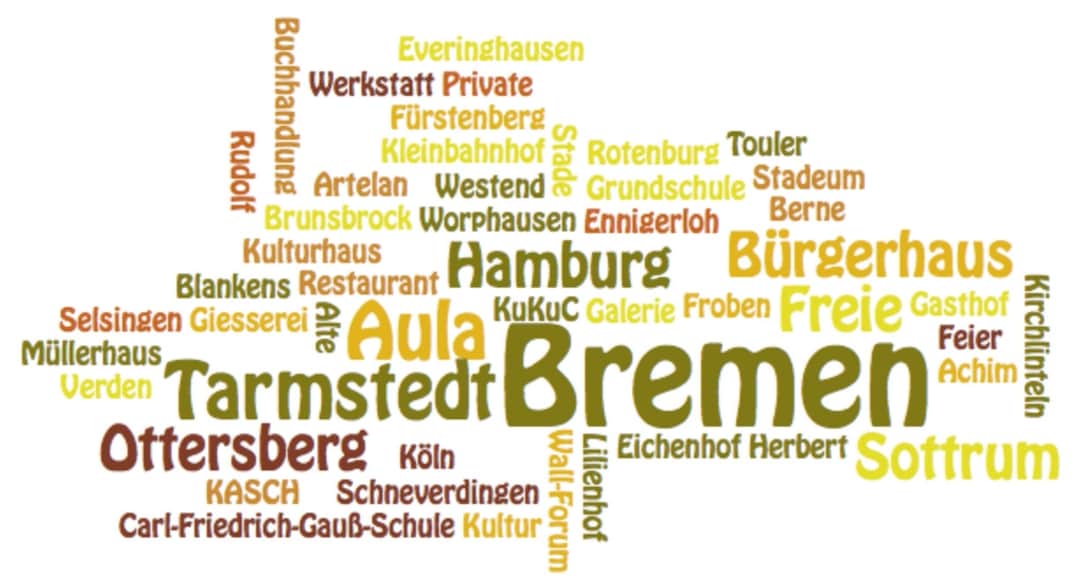 Buchhandlung
Everinghausen
Werkstatt Private
Fürstenberg
Rudolf
Kleinbahnhof
Stade
Rotenburg
Touler
Artelan
Westend
Grundschule
Stadeum
Brunsbrock
Worphausen
Ennigerloh
Berne
Kulturhaus
Hamburg
Bürgerhaus
Blankens
Restaurant
Kirchlinteln
Selsingen
Giesserei
Alte
Aula
KuKuC
Galerie
Froben
Freie
Gasthof
Müllerhaus
Feier
Verden
Tarmstedt
Bremen
Achim
Ottersberg
Köln
Wall-Forum
Lilienhof
Eichenhof
Herbert
Sottrum
KASCH
Schneverdingen
Carl-Friedrich-Gauß-Schule
Kultur